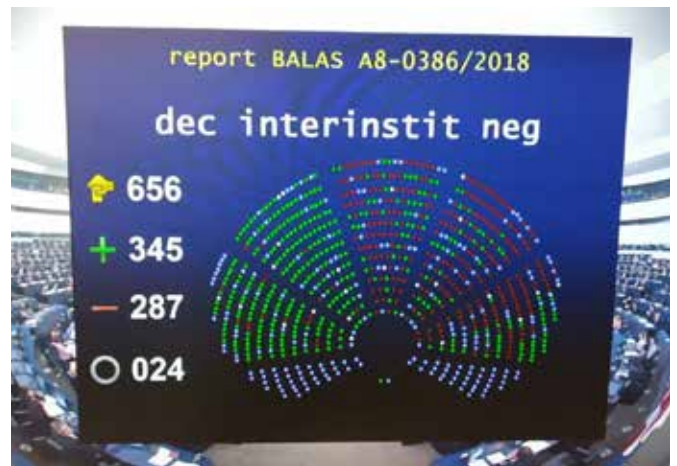 report BALAS A8-0386/2018
dec interinstit neg
656
+ 345
- 287
024